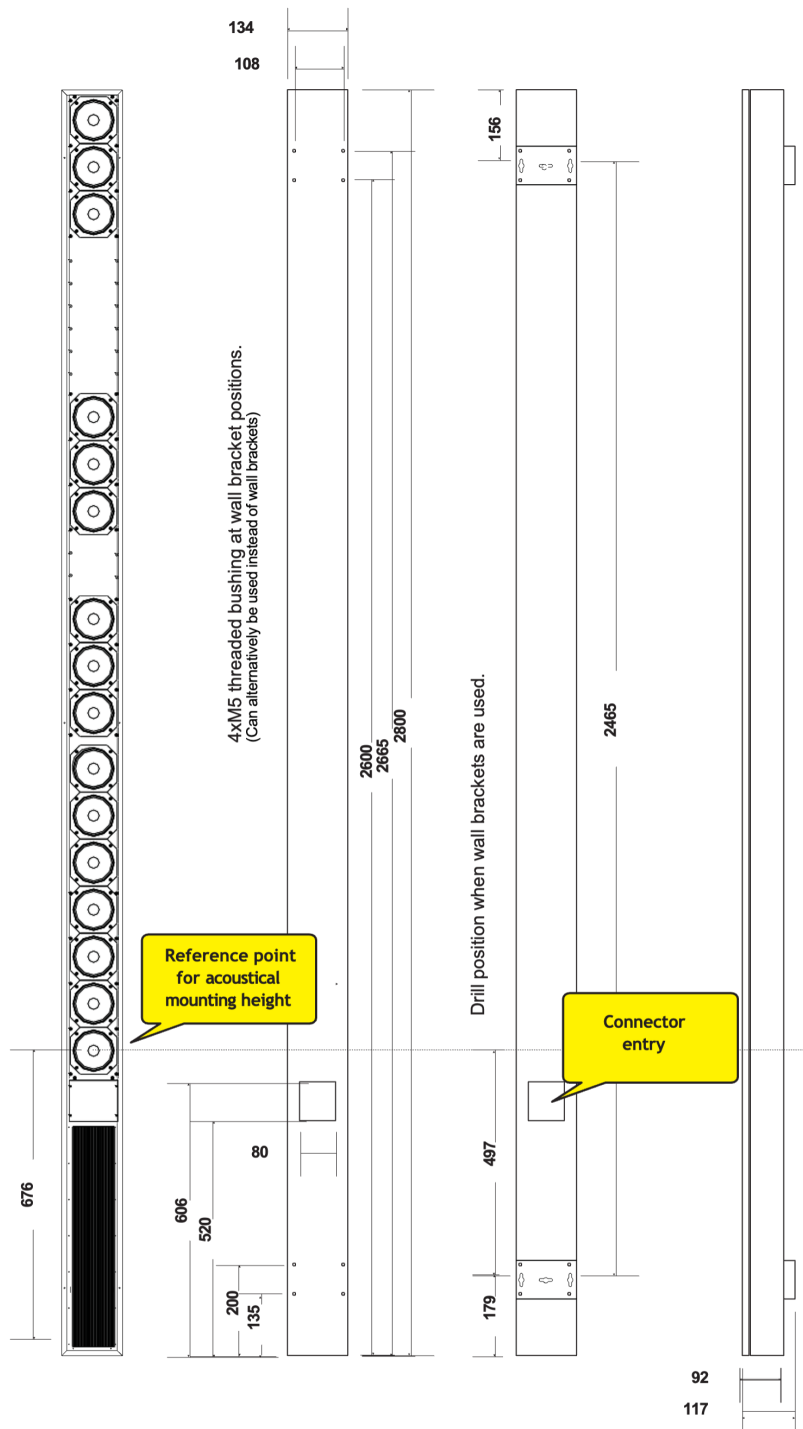 134
108
156
4xM5 threaded bushing at wall bracket positions.
(Can alternatively be used instead of wall brackets)
2600
2665
2800
Drill position when wall brackets are used.
2465
Reference point
for acoustical
mounting height
Connector
entry
676
606
520
80
200
135
497
179
92
117